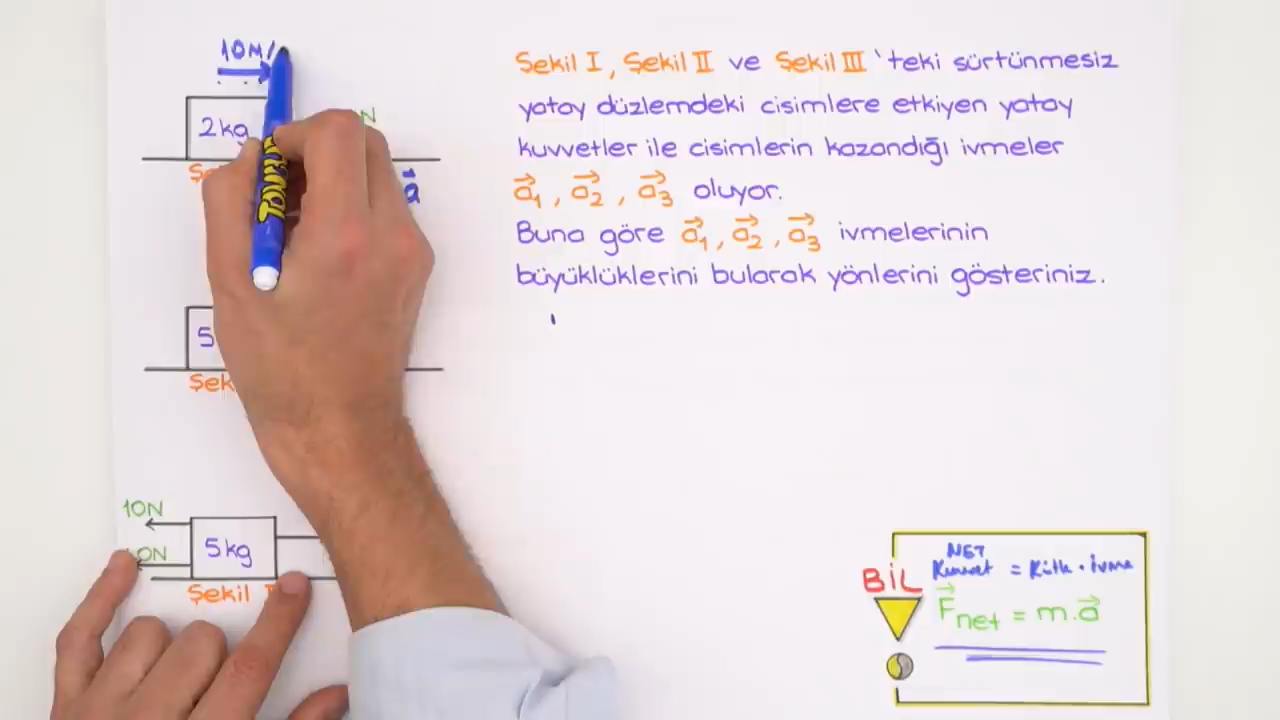 10M/
2kg
N
Şekil I, Şekil II ve Şekil III 'teki sürtünmesiz
yatay düzlemdeki cisimlere etkiyen yatay
kuvvetler ile cisimlerin kazandığı ivmeler
a1, a2, a3 oluyor.
Buna göre a1, a2, a3 ivmelerinin
büyüklüklerini bularak yönlerini gösteriniz.
5
Şek
10N
5kg
Şekil
BİL
NET
Kuvvet = Kütle . İvme
Fnet = m.a